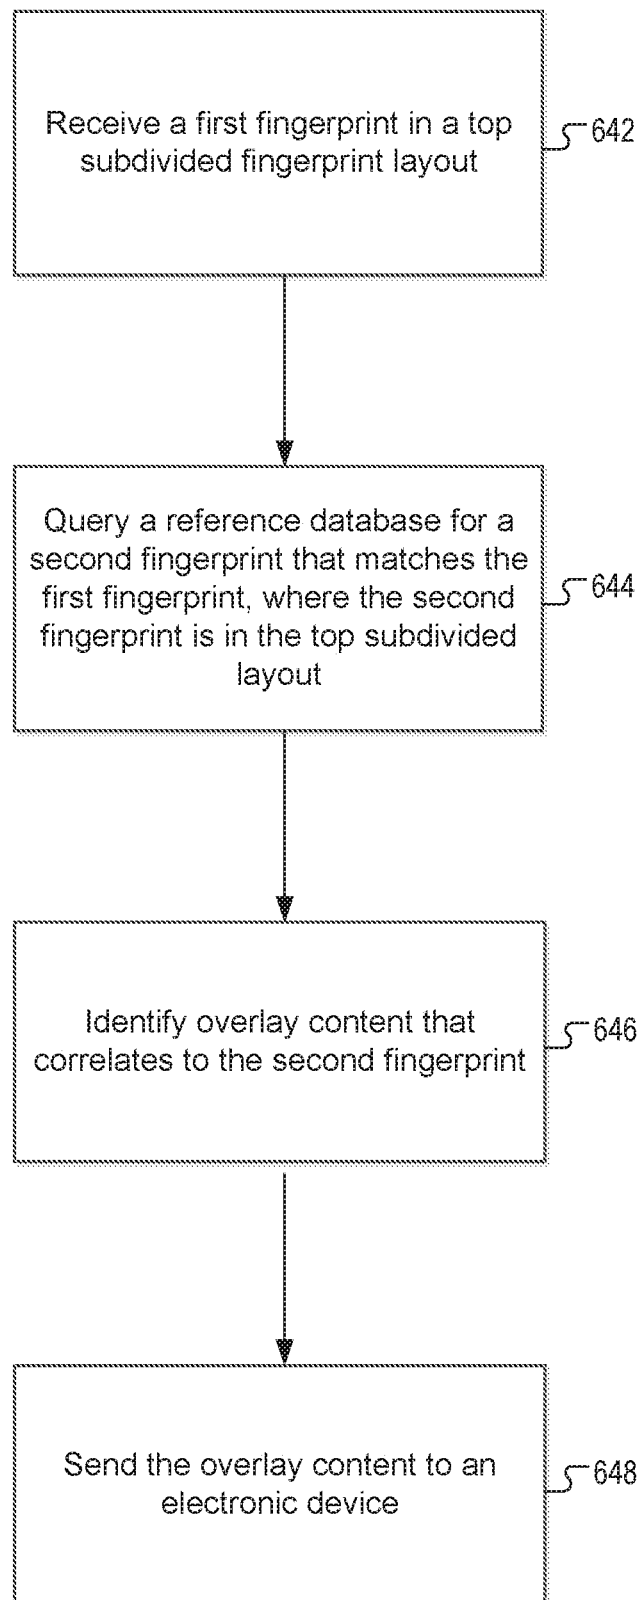 Receive a first fingerprint in a top
subdivided fingerprint layout
642
Query a reference database for a
second fingerprint that matches the
first fingerprint, where the second
fingerprint is in the top subdivided
layout
644
Identify overlay content that
correlates to the second fingerprint
646
Send the overlay content to an
electronic device
648